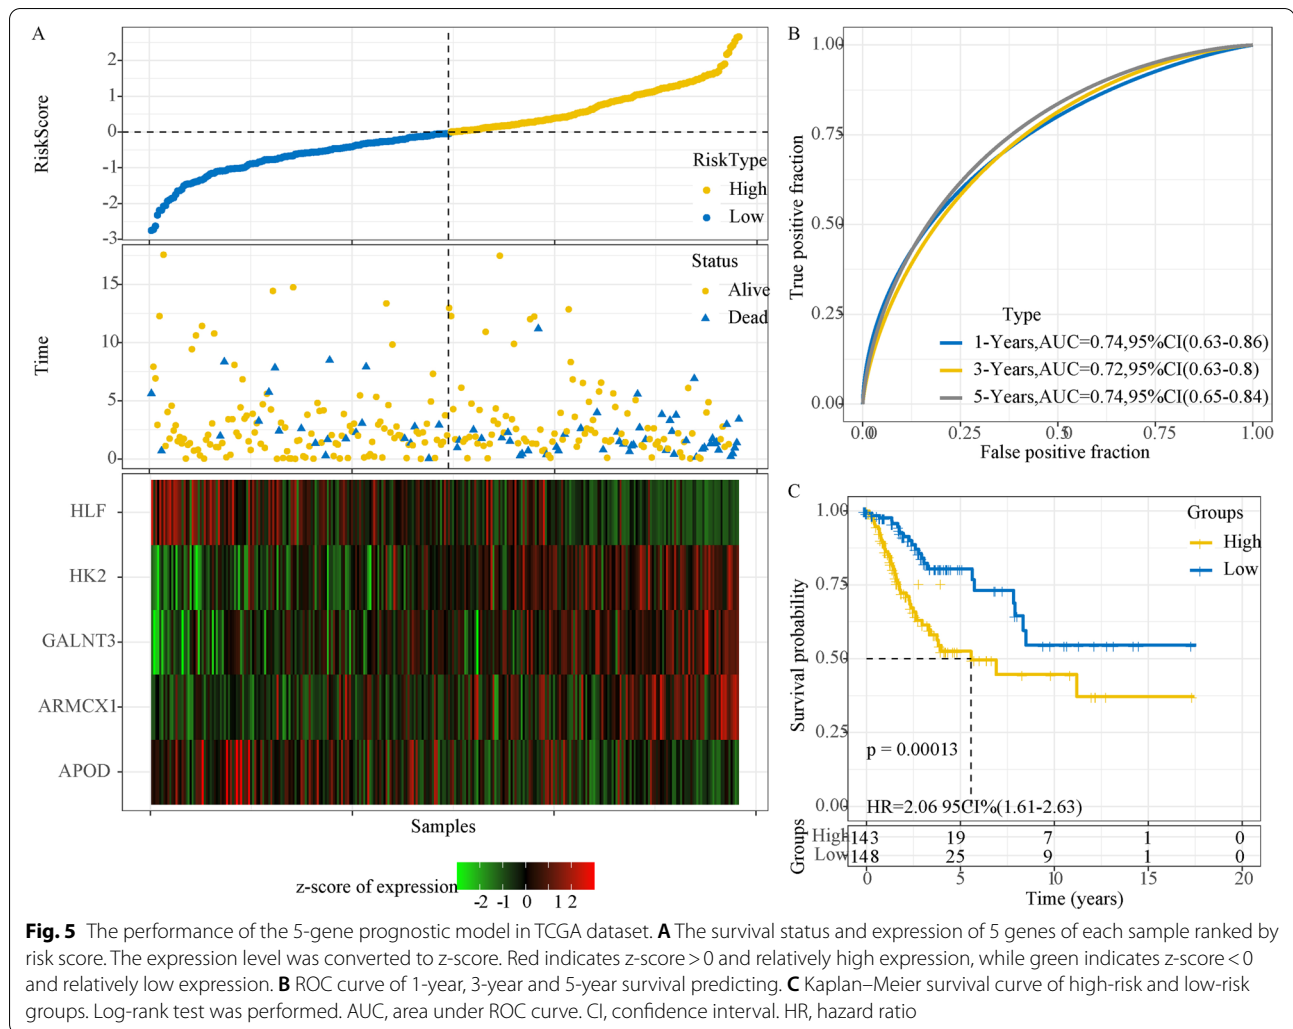 A
RiskScore
2
1
0
-1
-2
-3
RiskType
High
Low
Time
15
10
5
0
Status
Alive
Dead
HLF
HK2
GALNT3
ARMCX1
APOD
Samples
z-score of expression
-2 -1 0 1 2
B
True positive fraction
1.00
0.75
0.50
0.25
0.00
Type
1-Years,AUC=0.74,95%CI(0.63-0.86)
3-Years,AUC=0.72,95%CI(0.63-0.8)
5-Years,AUC=0.74,95%CI(0.65-0.84)
0.00 0.25 0.50 0.75 1.00
False positive fraction
C
Survival probability
1.00
0.75
0.50
0.25
0.00
Groups
High
Low
p = 0.00013
HR=2.06 95CI%(1.61-2.63)
Groups
High 143 19 7 1 0
Low 148 25 9 1 0
0 5 10 15 20
Time (years)
Fig. 5 The performance of the 5-gene prognostic model in TCGA dataset. A The survival status and expression of 5 genes of each sample ranked by
risk score. The expression level was converted to z-score. Red indicates z-score > 0 and relatively high expression, while green indicates z-score < 0
and relatively low expression. B ROC curve of 1-year, 3-year and 5-year survival predicting. C Kaplan–Meier survival curve of high-risk and low-risk
groups. Log-rank test was performed. AUC, area under ROC curve. CI, confidence interval. HR, hazard ratio